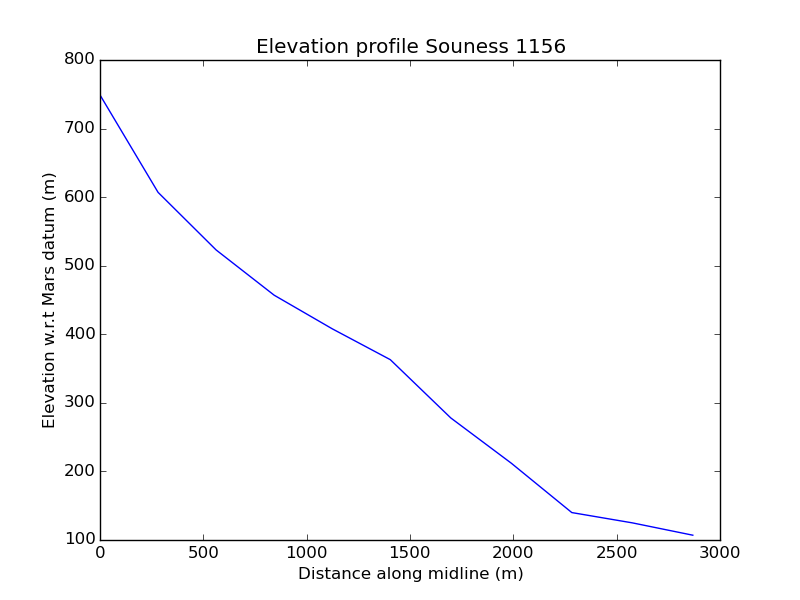 Elevation profile Souness 1156
800
700
600
500
400
300
200
100
Elevation w.r.t Mars datum (m)
0 500 1000 1500 2000 2500 3000
Distance along midline (m)